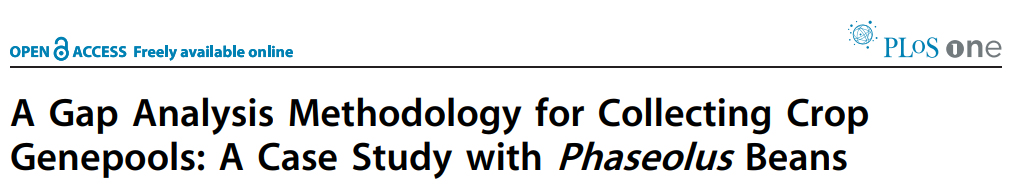 OPEN ACCESS Freely available online
PLoS one
A Gap Analysis Methodology for Collecting Crop
Genepools: A Case Study with Phaseolus Beans